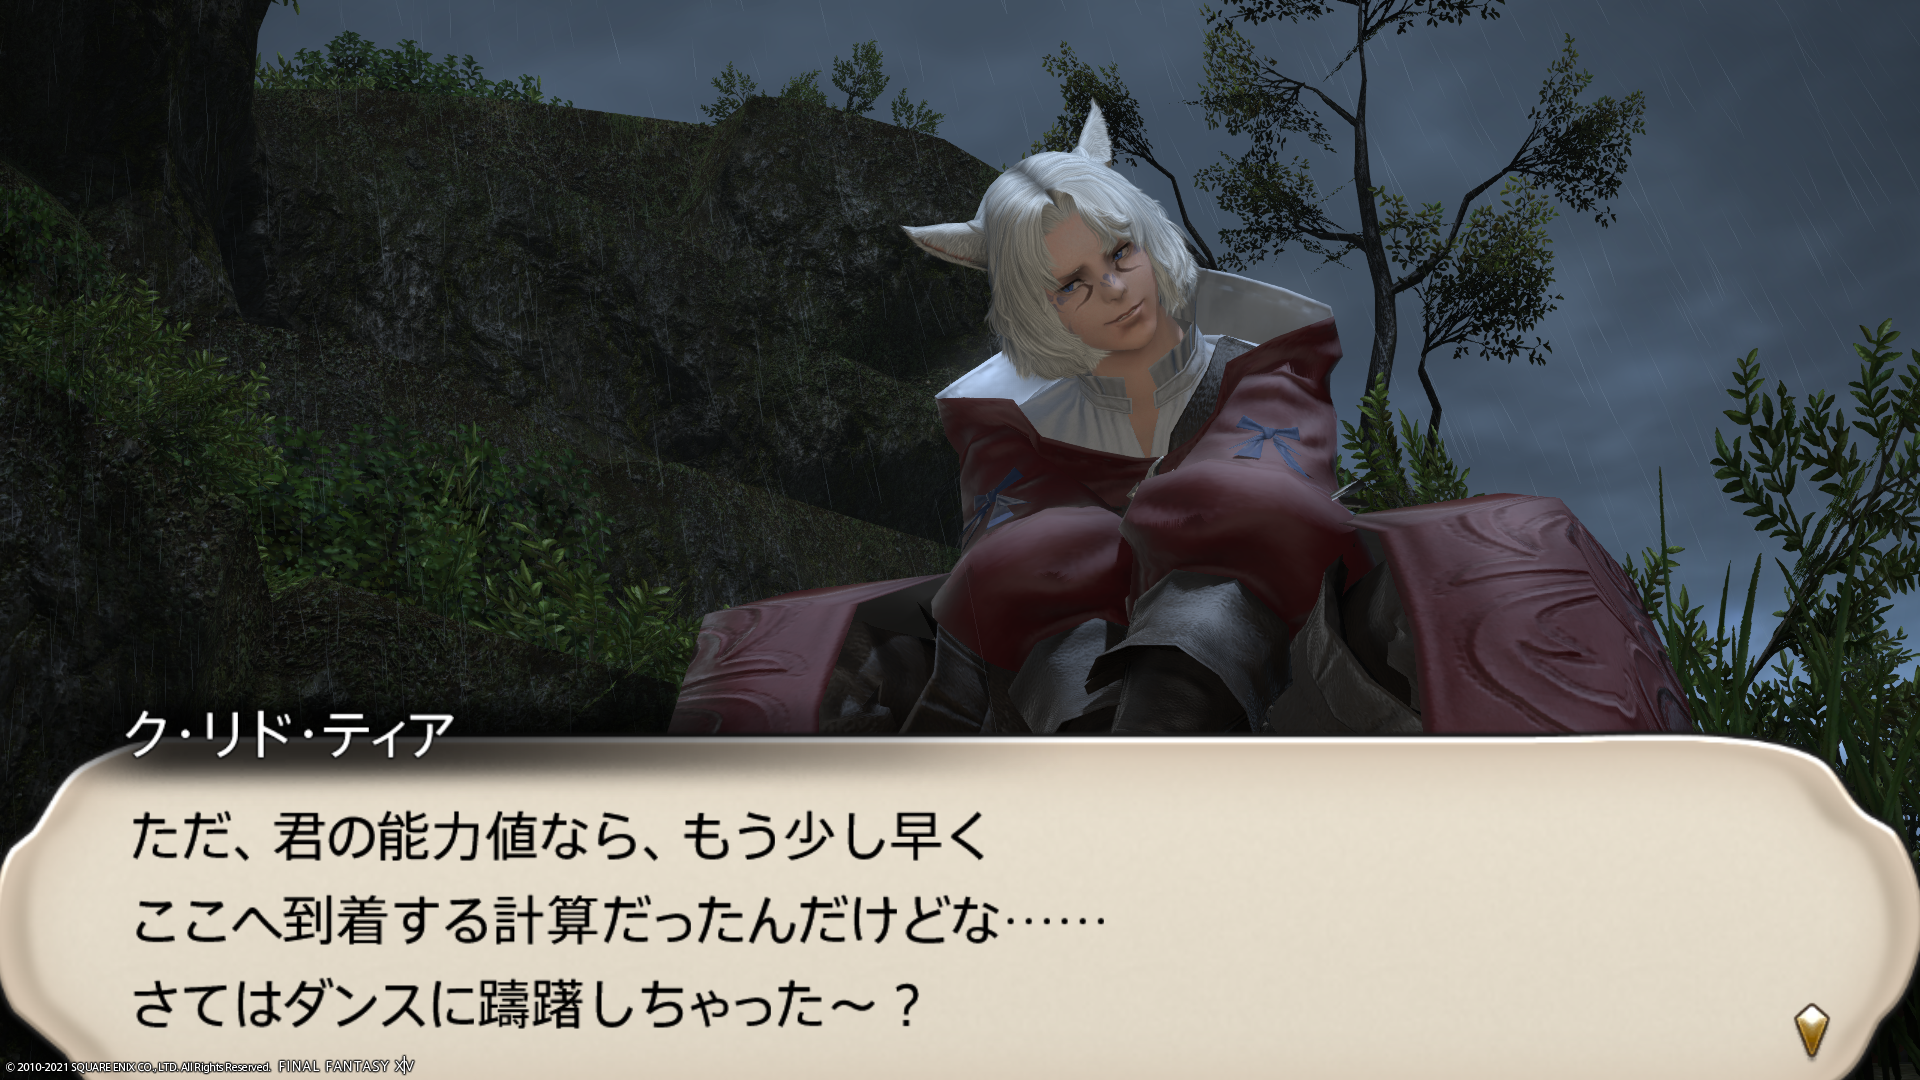 ク・リド・ティア
ただ、君の能力値なら、もう少し早く
ここへ到着する計算だったんだけどな……
さてはダンスに躊躇しちゃった～？
© 2010-2021 SQUARE ENIX CO., LTD. All Rights Reserved. FINAL FANTASY XIV